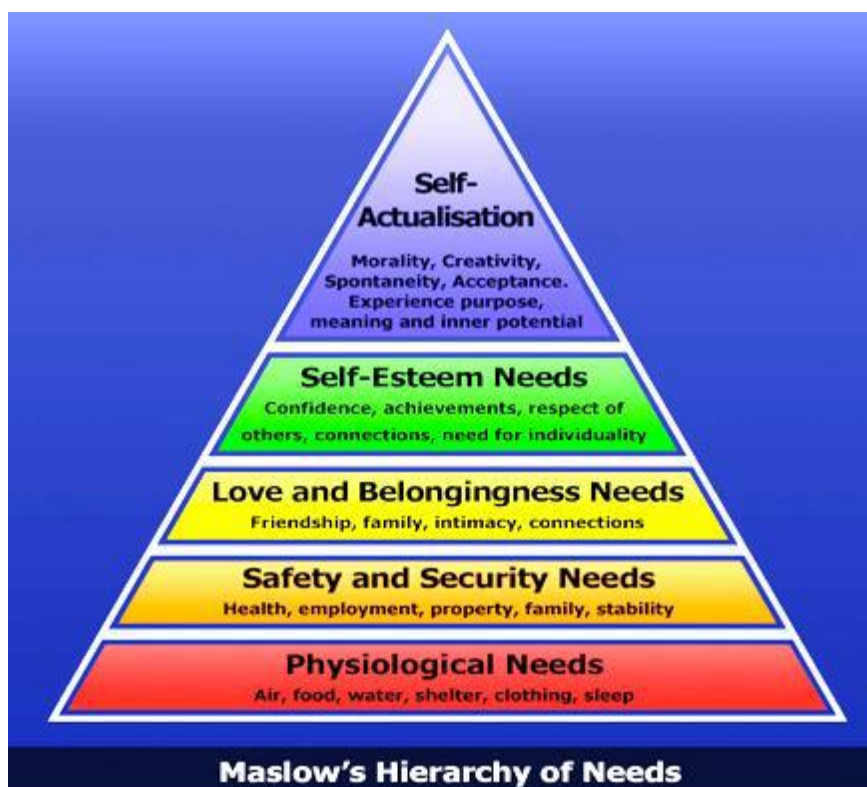 Self-
Actualisation
Morality, Creativity,
Spontaneity, Acceptance.
Experience purpose,
meaning and inner potential
Self-Esteem Needs
Confidence, achievements, respect of
others, connections, need for individuality
Love and Belongingness Needs
Friendship, family, intimacy, connections
Safety and Security Needs
Health, employment, property, family, stability
Physiological Needs
Air, food, water, shelter, clothing, sleep
Maslow's Hierarchy of Needs